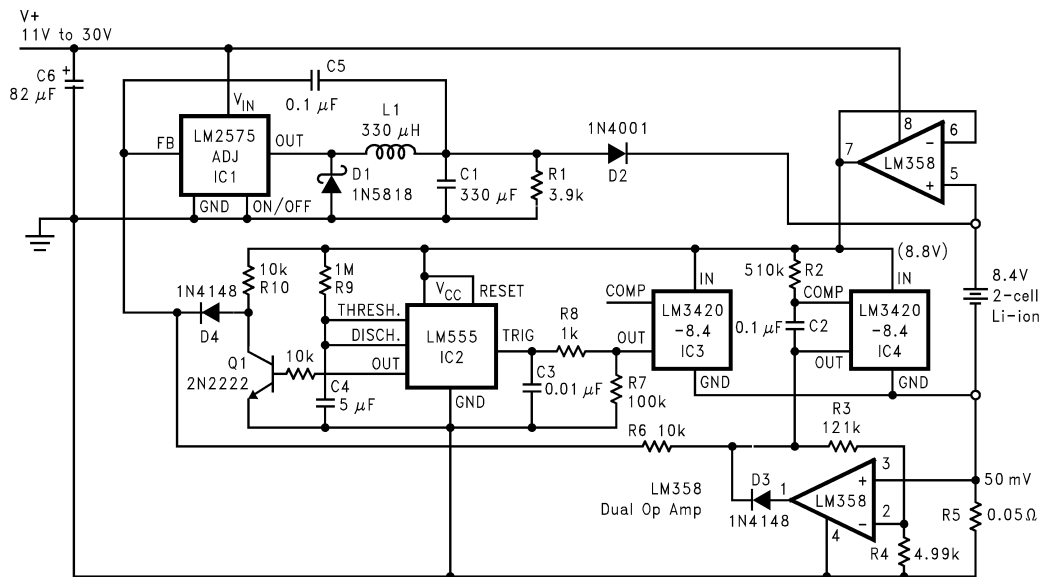 V+
11V to 30V
C6
+
82 µF
C5
0.1 µF
VIN
LM2575
ADJ
IC1
FB
OUT
GND
ON/OFF
L1
330 µH
D1
1N5818
C1
330 µF
R1
3.9k
1N4001
D2
8
7
6
5
−
+
LM358
(8.8V)
8.4V
2-cell
Li-ion
10k
R10
1M
R9
1N4148
D4
Q1
2N2222
10k
VCC
RESET
THRESH.
DISCH.
OUT
LM555
IC2
TRIG
GND
C4
5 µF
R8
1k
C3
0.01 µF
R7
100k
COMP
OUT
IN
LM3420
-8.4
IC3
GND
510k
R2
0.1 µF
C2
COMP
OUT
IN
LM3420
-8.4
IC4
GND
R6 10k
R3
121k
LM358
Dual Op Amp
D3
1N4148
1
3
2
4
+
−
LM358
50 mV
R5
0.05Ω
R4
4.99k